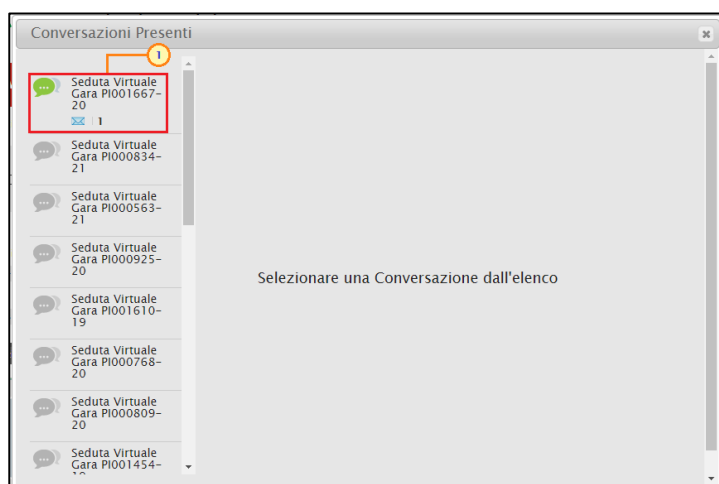 Conversazioni Presenti
1
Seduta Virtuale
Gara PI001667-
20
1
Seduta Virtuale
Gara PI000834-
21
Seduta Virtuale
Gara PI000563-
21
Seduta Virtuale
Gara PI000925-
20
Seduta Virtuale
Gara PI001610-
19
Seduta Virtuale
Gara PI000768-
20
Seduta Virtuale
Gara PI000809-
20
Seduta Virtuale
Gara PI001454-
Selezionare una Conversazione dall'elenco